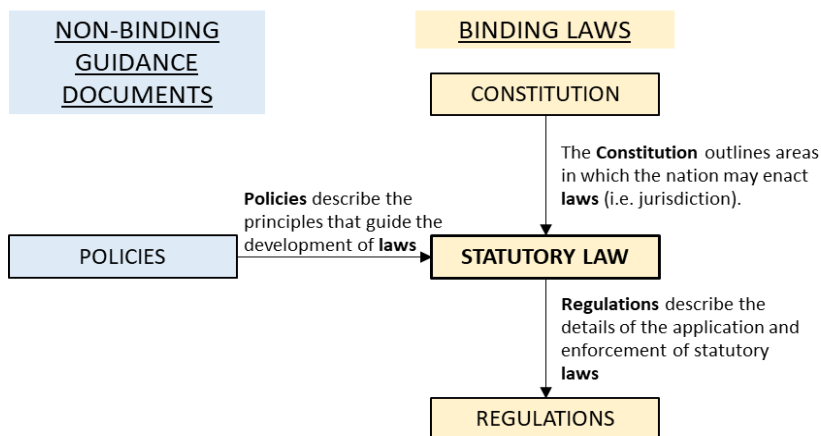 NON-BINDING
GUIDANCE
DOCUMENTS
BINDING LAWS
CONSTITUTION
The Constitution outlines areas
in which the nation may enact
laws (i.e. jurisdiction).
Policies describe the
principles that guide the
development of laws
POLICIES
STATUTORY LAW
Regulations describe the
details of the application and
enforcement of statutory
laws
REGULATIONS